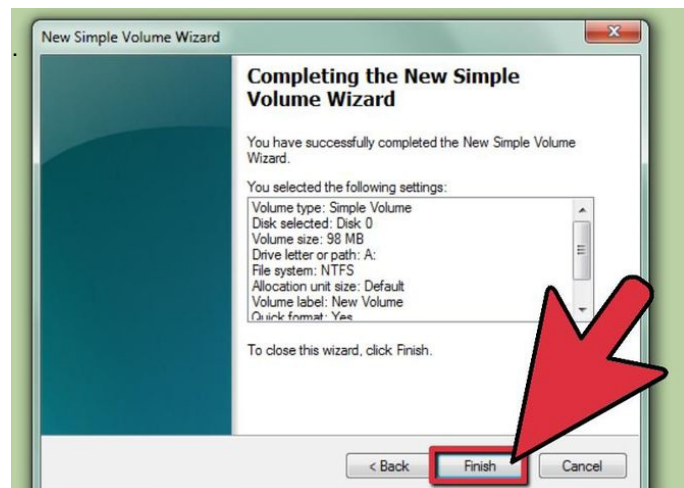 New Simple Volume Wizard
Completing the New Simple
Volume Wizard
You have successfully completed the New Simple Volume
Wizard.
You selected the following settings:
Volume type: Simple Volume
Disk selected: Disk 0
Volume size: 98 MB
Drive letter or path: A:
File system: NTFS
Allocation unit size: Default
Volume label: New Volume
Quick format: Yes
To close this wizard, click Finish.
< Back Finish Cancel